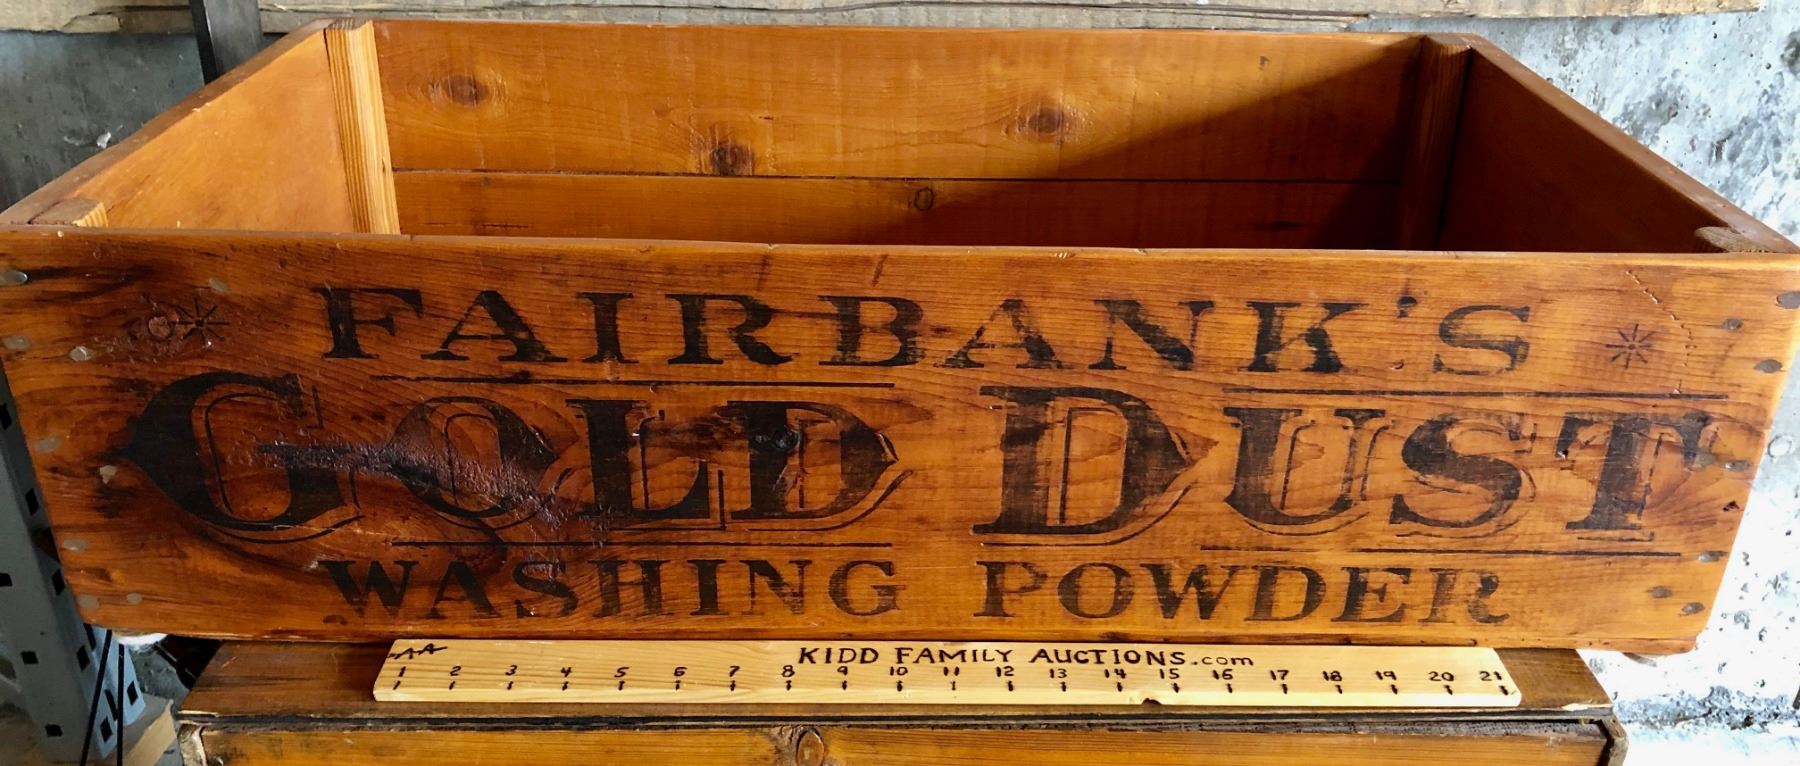 FAIRBANK'S
GOLD DUST
WASHING POWDER
KIDD FAMILY AUCTIONS.com
1 2 3 4 5 6 7 8 9 10 11 12 13 14 15 16 17 18 19 20 21